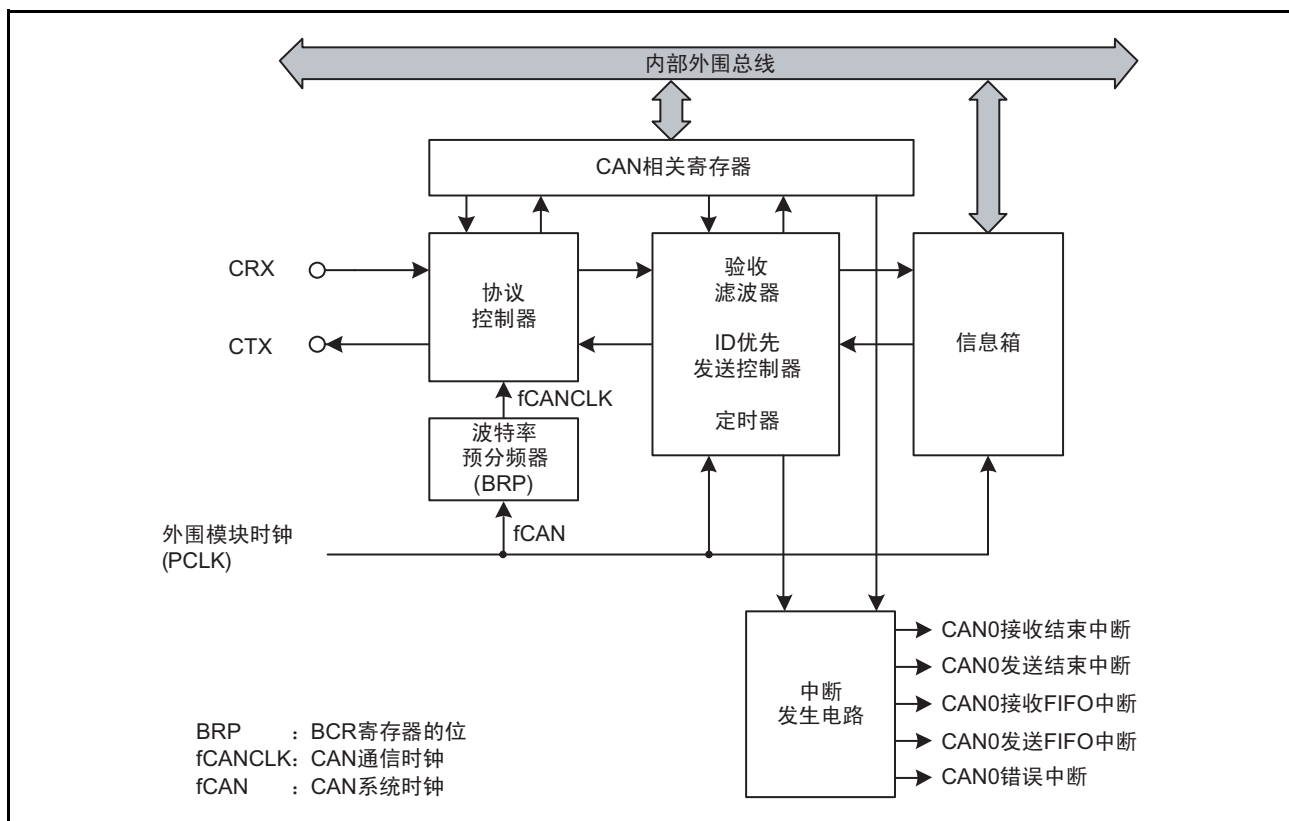 内部外围总线
CAN相关寄存器
CRX
CTX
协议
控制器
验收
滤波器
ID优先
发送控制器
定时器
信息箱
fCANCLK
波特率
预分频器
(BRP)
fCAN
外围模块时钟
(PCLK)
中断
发生电路
CAN0接收结束中断
CAN0发送结束中断
CAN0接收FIFO中断
CAN0发送FIFO中断
CAN0错误中断
BRP ：BCR寄存器的位
fCANCLK：CAN通信时钟
fCAN ：CAN系统时钟